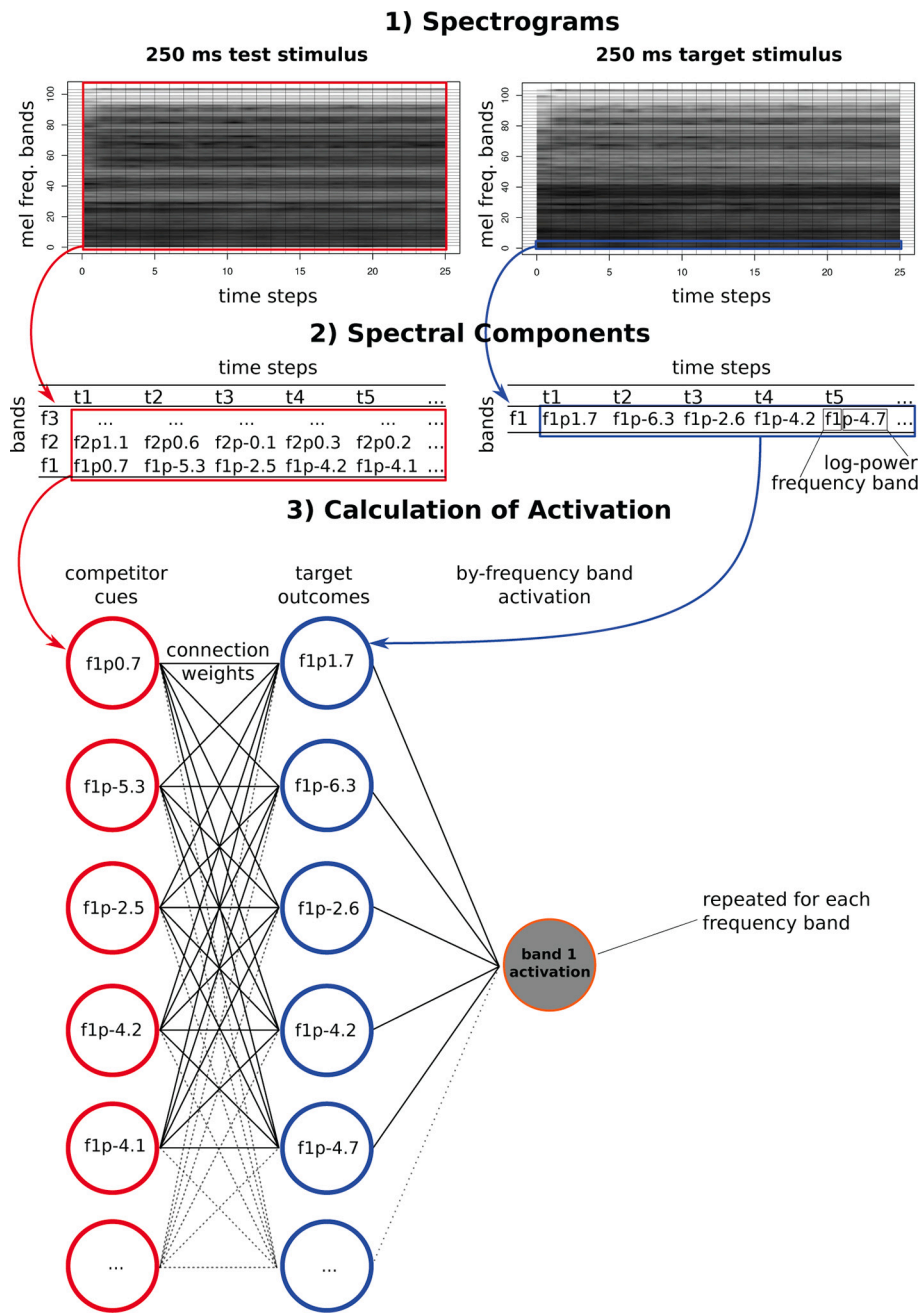 1) Spectrograms
250 ms test stimulus
250 ms target stimulus
mel freq. bands
0
20
40
60
80
100
0
5
10
15
20
25
time steps
mel freq. bands
0
20
40
60
80
100
0
5
10
15
20
25
time steps
2) Spectral Components
time steps
bands
t1 t2 t3 t4 t5 ...
f3 ... ... ... ... ...
f2 f2p1.1 f2p0.6 f2p-0.1 f2p0.3 f2p0.2 ...
f1 f1p0.7 f1p-5.3 f1p-2.5 f1p-4.2 f1p-4.1 ...
time steps
bands
t1 t2 t3 t4 t5 ...
f1 f1p1.7 f1p-6.3 f1p-2.6 f1p-4.2 f1p-4.7 ...
log-power
frequency band
3) Calculation of Activation
competitor
cues
target
outcomes
by-frequency band
activation
connection
weights
f1p0.7
f1p-5.3
f1p-2.5
f1p-4.2
f1p-4.1
...
f1p1.7
f1p-6.3
f1p-2.6
f1p-4.2
f1p-4.7
...
band 1
activation
repeated for each
frequency band